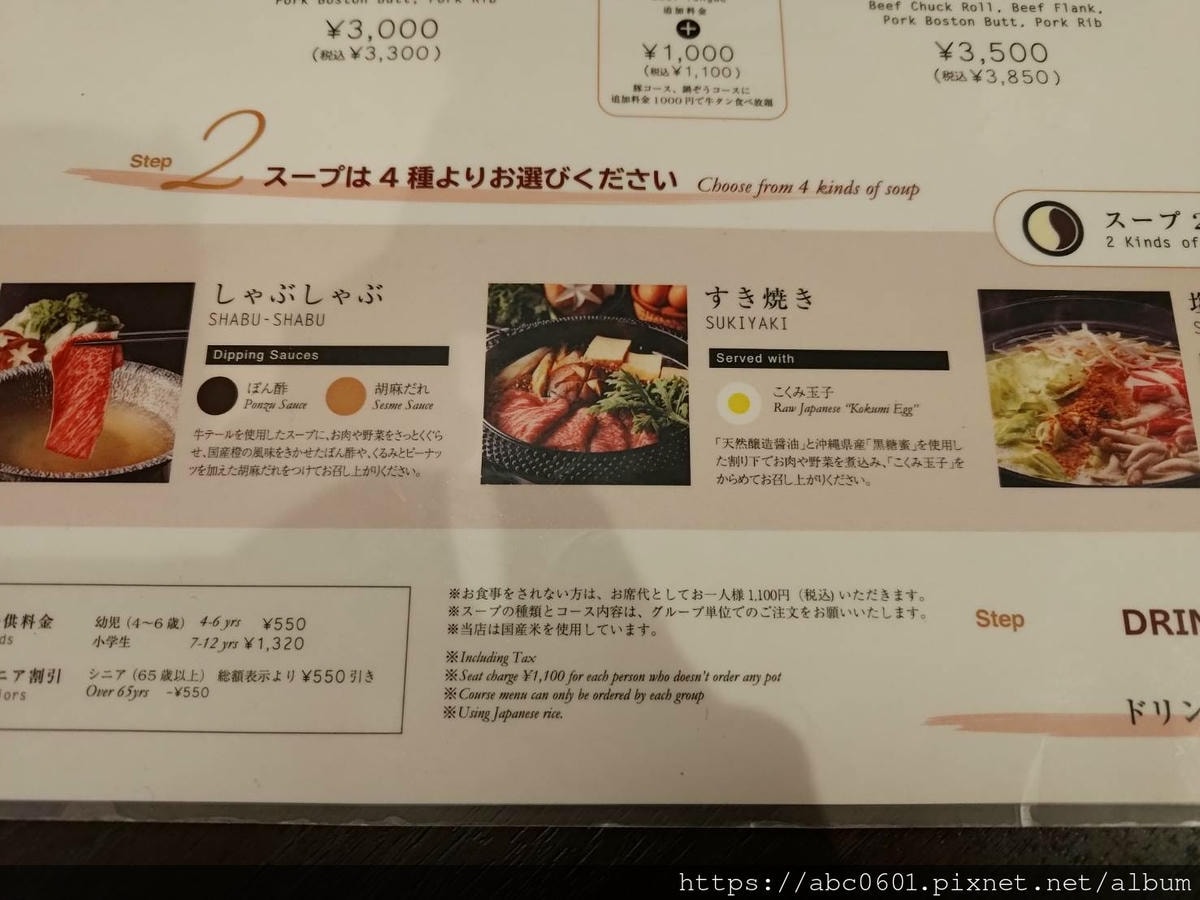 Pork Boston Butt, Pork Rib
¥3,000
(税込¥3,300)
追加料金
¥1,000
(税込¥1,100)
豚コース、鍋ぞうコースに
追加料金1000円で牛タン食べ放題
Beef Chuck Roll, Beef Flank,
Pork Boston Butt, Pork Rib
¥3,500
(税込¥3,850)
Step 2 スープは4種よりお選びください Choose from 4 kinds of soup
スープ2
2 Kinds of
しゃぶしゃぶ
SHABU-SHABU
Dipping Sauces
ぽん酢
Ponzu Sauce
胡麻だれ
Sesme Sauce
牛テールを使用したスープに、お肉や野菜をさっとくぐら
せ、国産橙の風味をきかせたぽん酢や、くるみとピーナッ
ツを加えた胡麻だれをつけてお召し上がりください。
すき焼き
SUKIYAKI
Served with
こくみ玉子
Raw Japanese “Kokumi Egg”
「天然醸造醤油」と沖縄県産「黒糖蜜」を使用し
た割り下でお肉や野菜を煮込み、「こくみ玉子」を
からめてお召し上がりください。
供料金
ds
幼児（4～6歳） 4-6 yrs ¥550
小学生 7-12 yrs ¥1,320
ニア割引
iors
シニア（65歳以上） 総額表示より¥550引き
Over 65yrs -¥550
※お食事をされない方は、お席代としてお一人様1,100円（税込）いただきます。
※スープの種類とコース内容は、グループ単位でのご注文をお願いいたします。
※当店は国産米を使用しています。
※Including Tax
※Seat charge ¥1,100 for each person who doesn't order any pot
※Course menu can only be ordered by each group
※Using Japanese rice.
Step
DRIN
ドリン
https://abc0601.pixnet.net/album